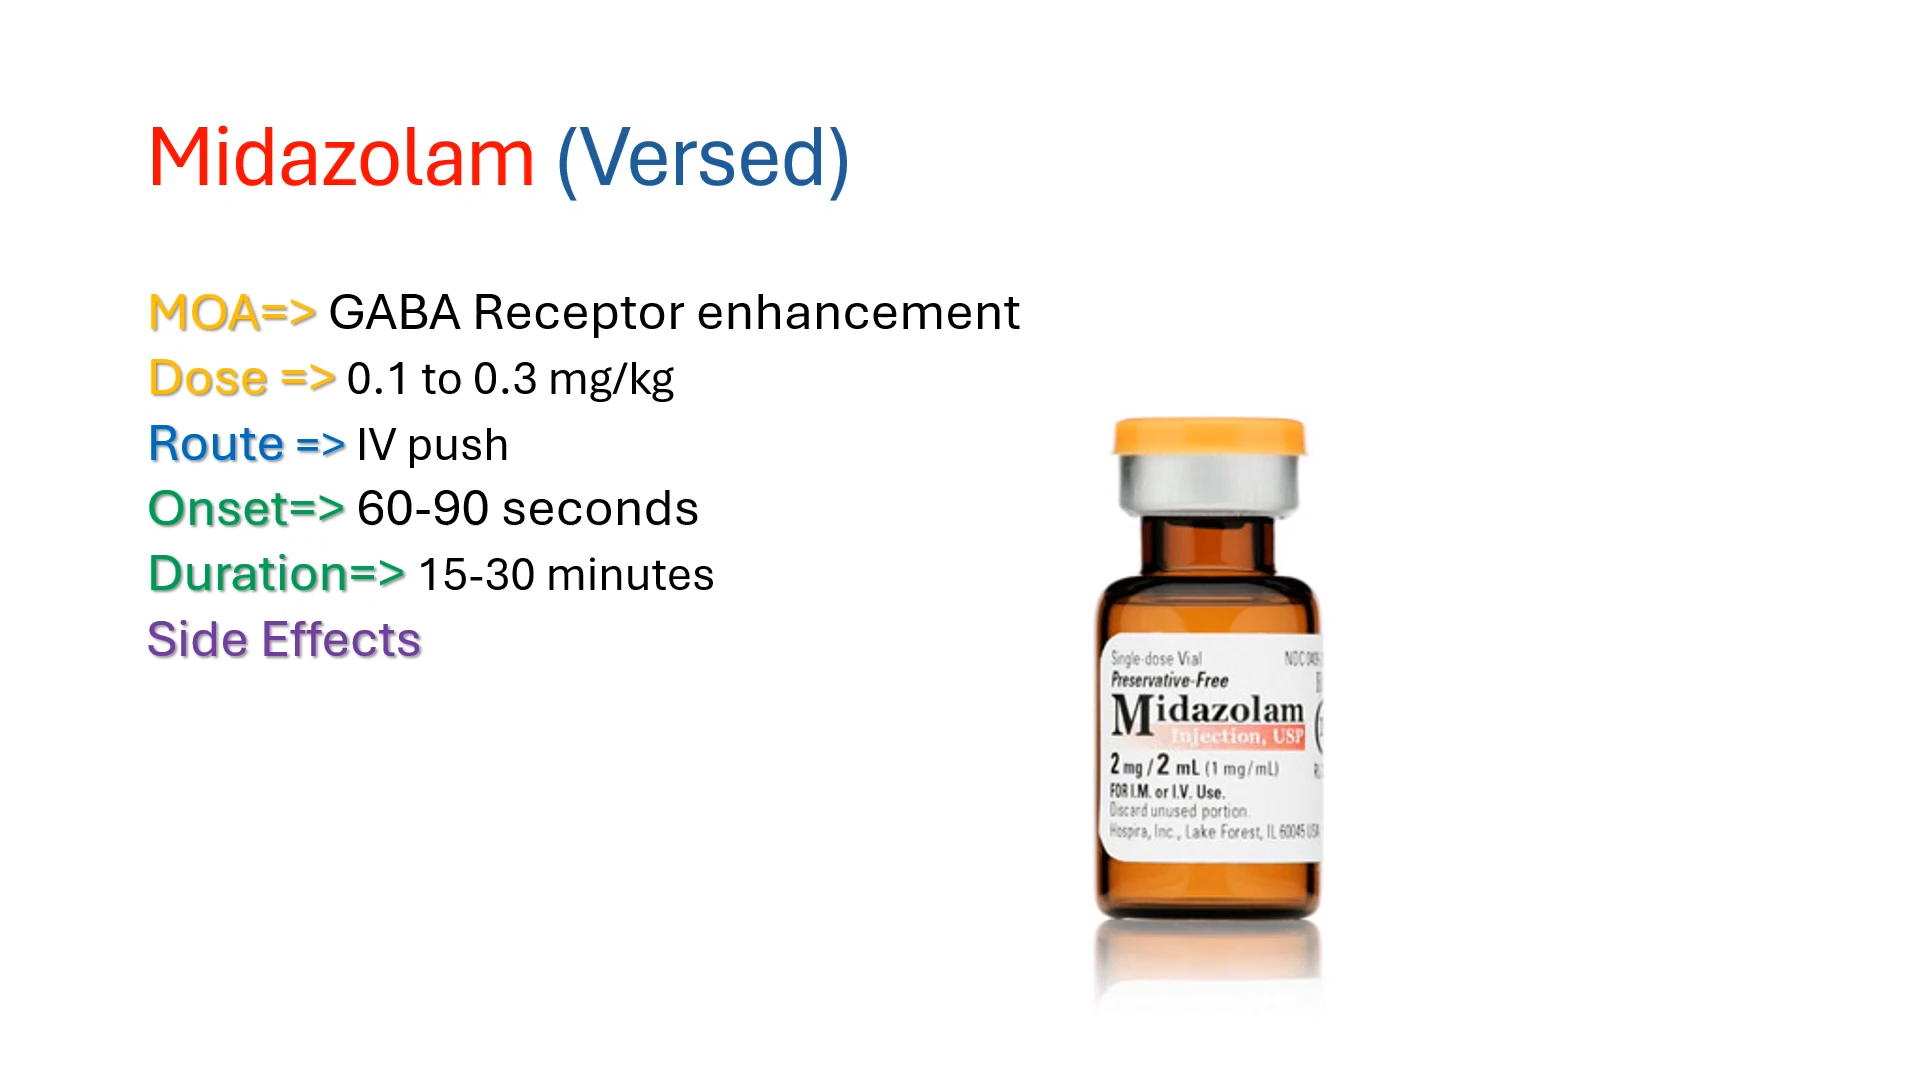 Midazolam (Versed)
MOA=> GABA Receptor enhancement
Dose => 0.1 to 0.3 mg/kg
Route => IV push
Onset=> 60-90 seconds
Duration=> 15-30 minutes
Side Effects
Single-dose Vial NDC
Preservative-Free
Midazolam
Injection, USP
2 mg / 2 mL (1 mg/mL)
FOR I.M. or I.V. Use.
Discard unused portion.
Hospira, Inc., Lake Forest, IL 60045 USA